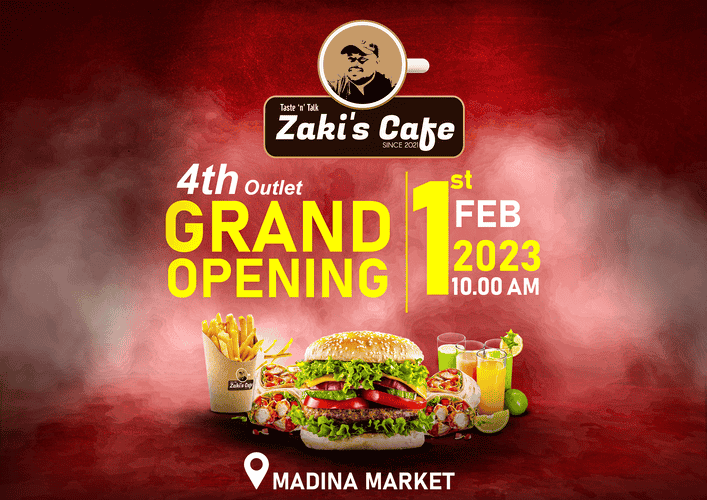 Taste 'n' Talk
Zaki's Cafe
SINCE 2021
4th Outlet
GRAND
OPENING
1st
FEB
2023
10.00 AM
Zaki's Cafe
MADINA MARKET